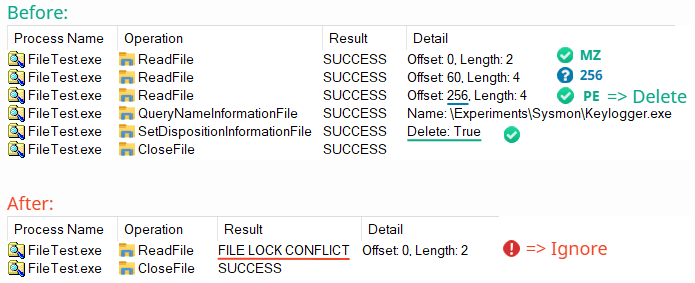 Before:
Process Name Operation Result Detail
FileTest.exe ReadFile SUCCESS Offset: 0, Length: 2 MZ
FileTest.exe ReadFile SUCCESS Offset: 60, Length: 4 ? 256
FileTest.exe ReadFile SUCCESS Offset: 256, Length: 4 PE => Delete
FileTest.exe QueryNameInformationFile SUCCESS Name: \Experiments\Sysmon\Keylogger.exe
FileTest.exe SetDispositionInformationFile SUCCESS Delete: True
FileTest.exe CloseFile SUCCESS
After:
Process Name Operation Result Detail
FileTest.exe ReadFile FILE LOCK CONFLICT Offset: 0, Length: 2 ! => Ignore
FileTest.exe CloseFile SUCCESS